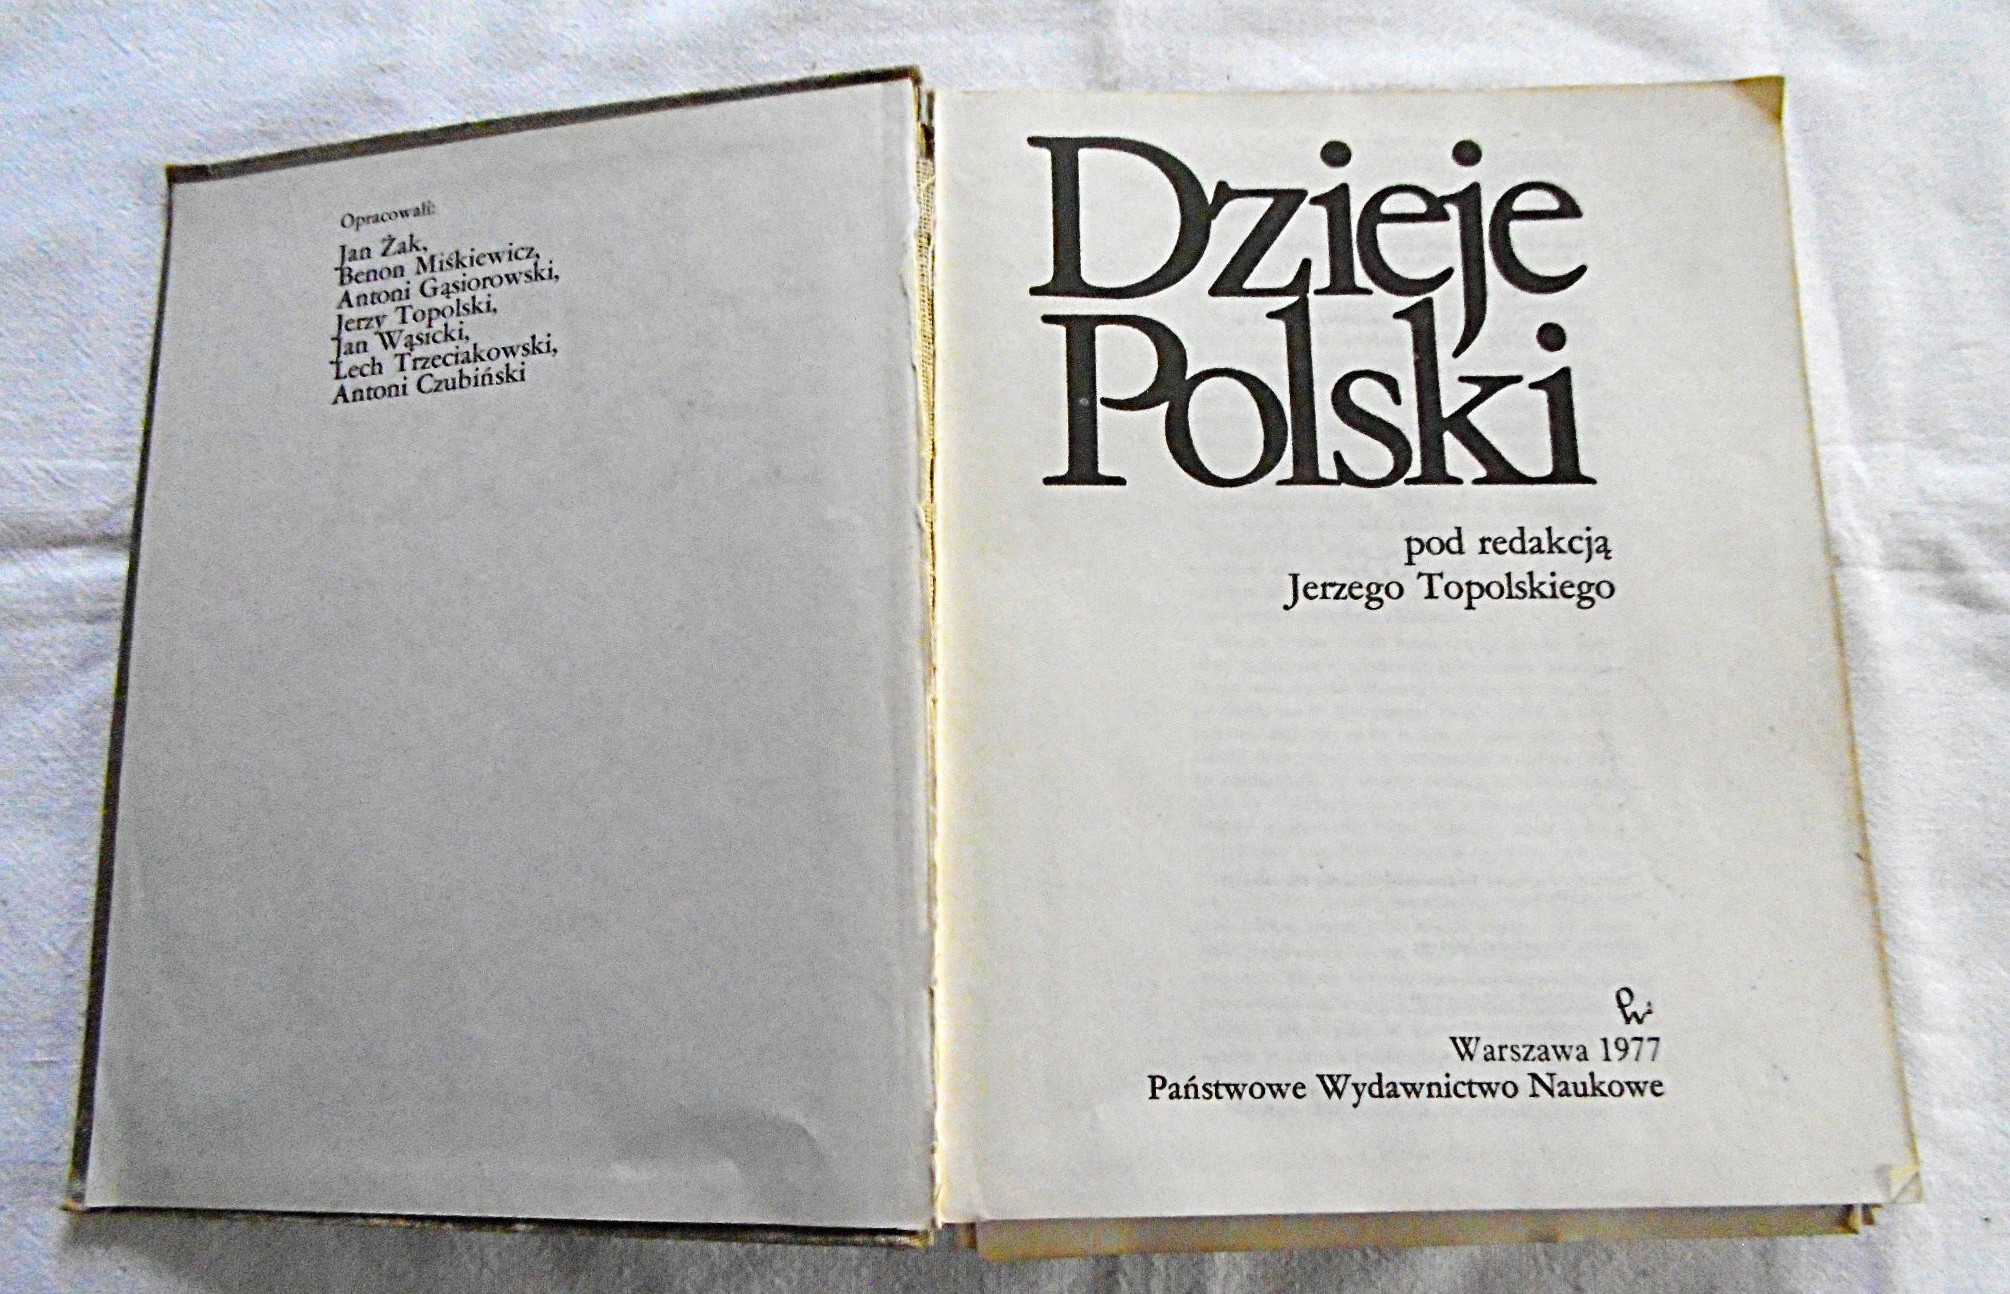 Opracowali:
Jan Żak,
Benon Miśkiewicz,
Antoni Gąsiorowski,
Jerzy Topolski,
Jan Wąsicki,
Lech Trzeciakowski,
Antoni Czubiński
Dzieje
Polski
pod redakcją
Jerzego Topolskiego
Warszawa 1977
Państwowe Wydawnictwo Naukowe